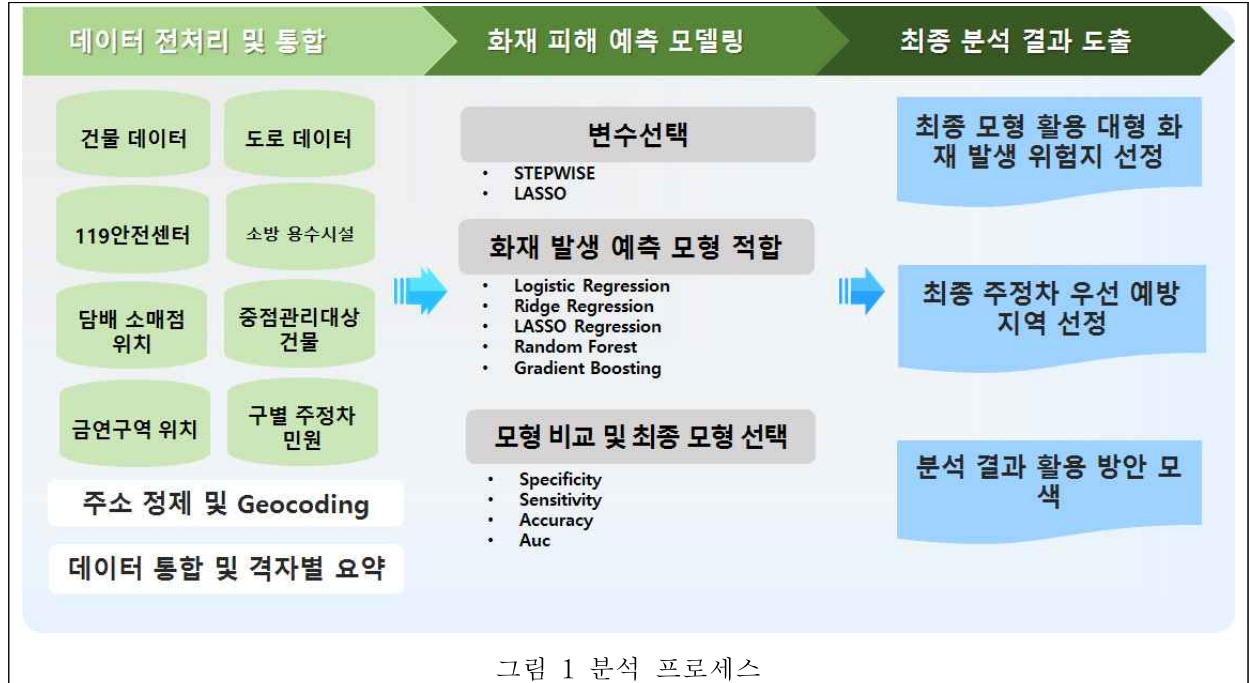 데이터 전처리 및 통합
화재 피해 예측 모델링
최종 분석 결과 도출
건물 데이터
도로 데이터
119안전센터
소방 용수시설
담배 소매점
위치
중점관리대상
건물
금연구역 위치
구별 주정차
민원
주소 정제 및 Geocoding
데이터 통합 및 격자별 요약
변수선택
• STEPWISE
• LASSO
화재 발생 예측 모형 적합
• Logistic Regression
• Ridge Regression
• LASSO Regression
• Random Forest
• Gradient Boosting
모형 비교 및 최종 모형 선택
• Specificity
• Sensitivity
• Accuracy
• Auc
최종 모형 활용 대형 화
재 발생 위험지 선정
최종 주정차 우선 예방
지역 선정
분석 결과 활용 방안 모
색
그림 1 분석 프로세스